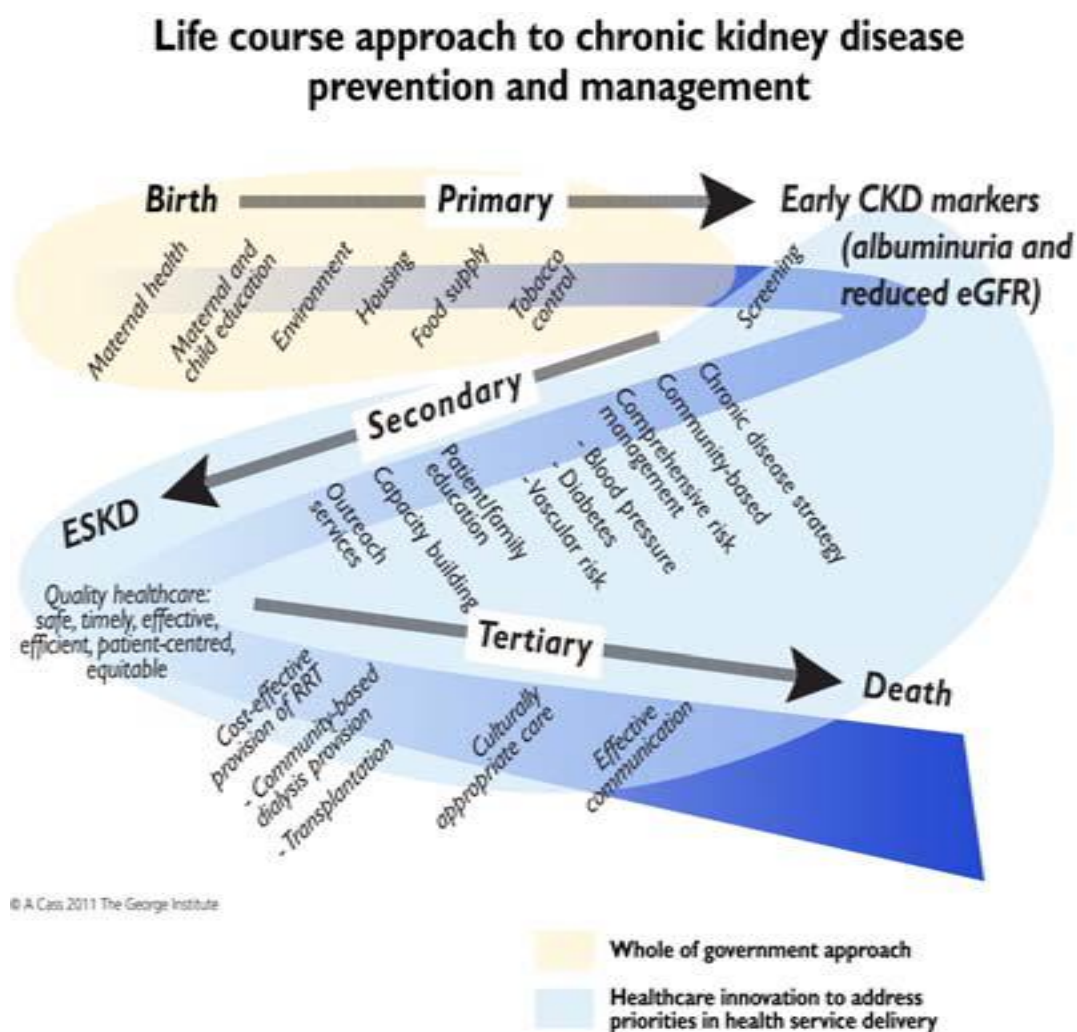 Life course approach to chronic kidney disease
prevention and management
Birth
Primary
Early CKD markers
(albuminuria and
reduced eGFR)
Maternal health
Maternal and
child education
Environment
Housing
Food supply
Tobacco
control
Screening
Secondary
ESKD
Outreach
services
Capacity building
Patient/family
education
Comprehensive risk
management
- Blood pressure
- Diabetes
- Vascular risk
Community-based
Chronic disease strategy
Quality healthcare:
safe, timely, effective,
efficient, patient-centred,
equitable
Tertiary
Death
Cost-effective
provision of RRT
- Community-based
dialysis provision
- Transplantation
Culturally
appropriate care
Effective
communication
© A Cass 2011 The George Institute
Whole of government approach
Healthcare innovation to address
priorities in health service delivery